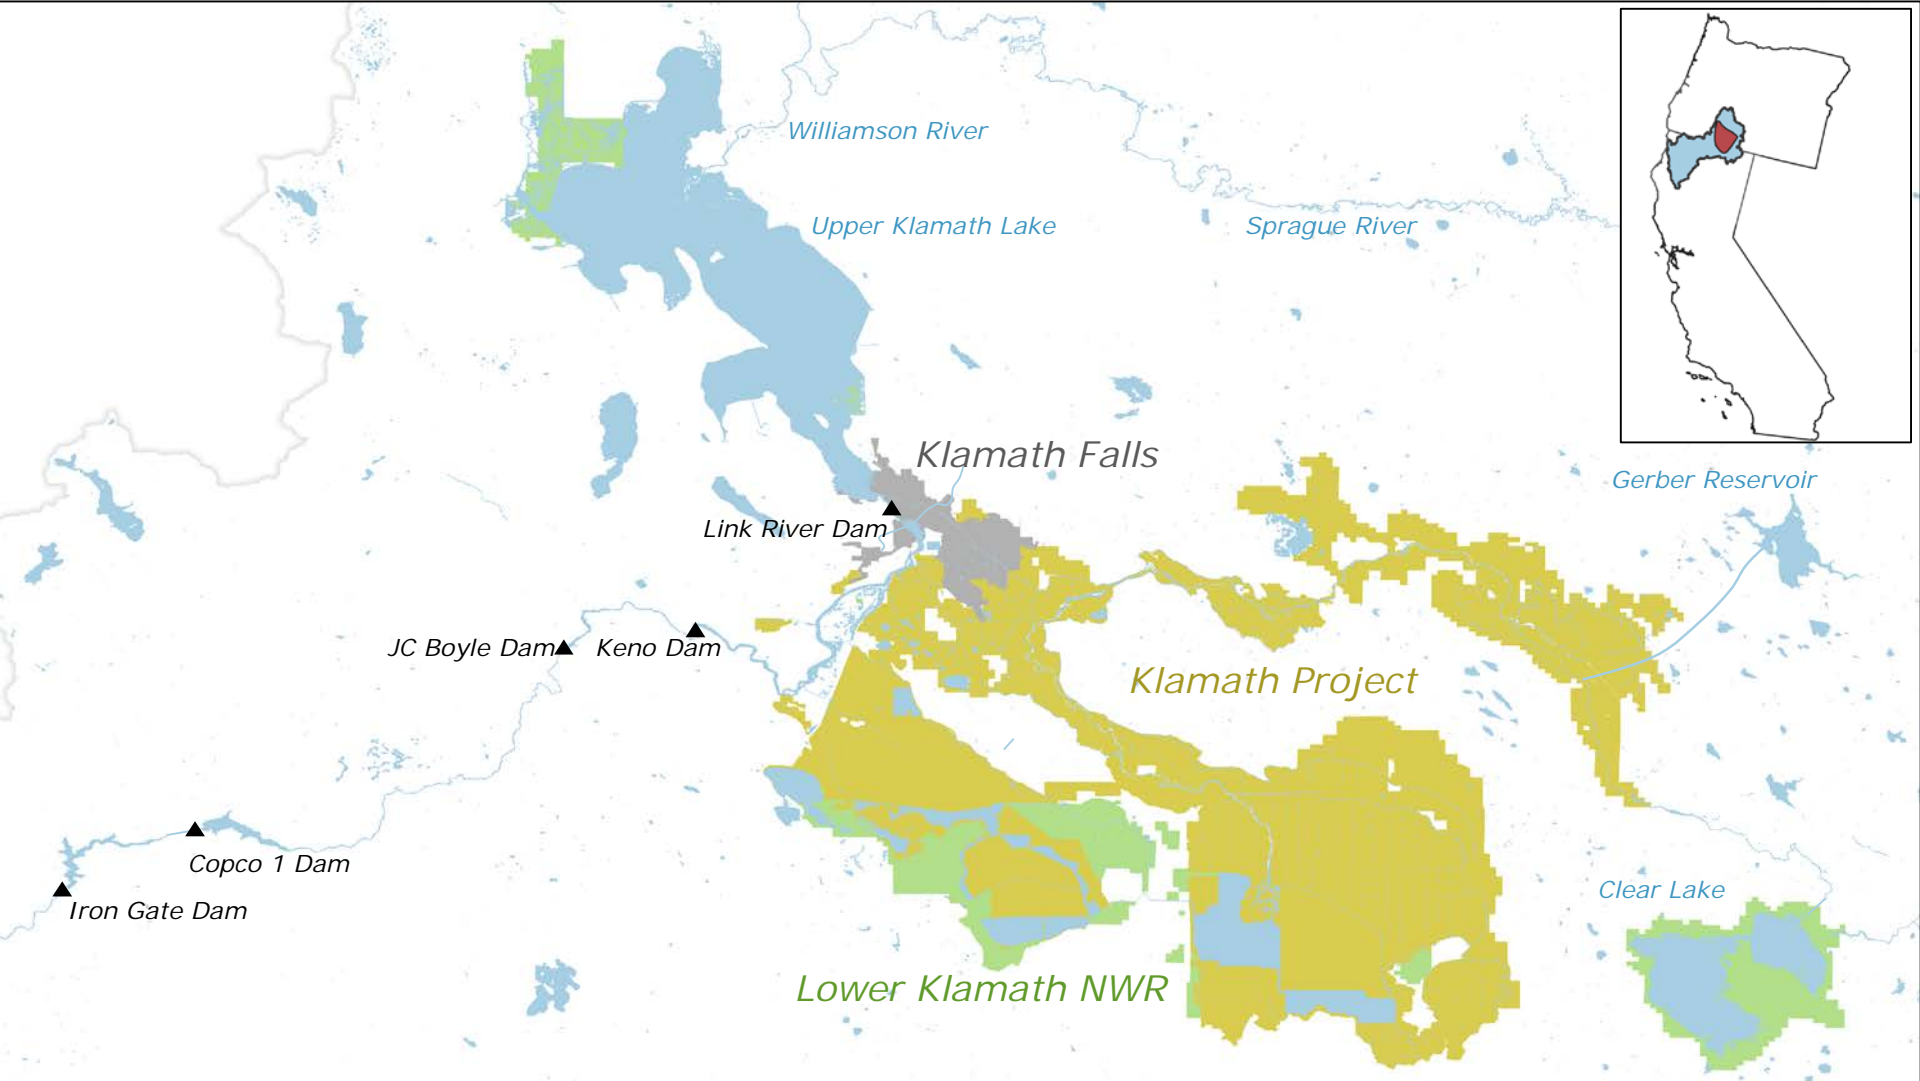 Williamson River
Upper Klamath Lake
Sprague River
Klamath Falls
Gerber Reservoir
Link River Dam
JC Boyle Dam
Keno Dam
Klamath Project
Copco 1 Dam
Iron Gate Dam
Clear Lake
Lower Klamath NWR